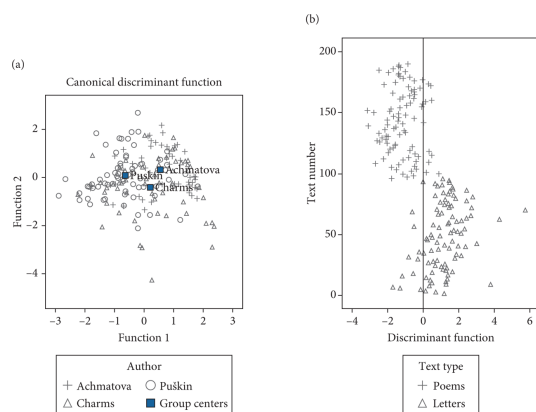 (a)
Canonical discriminant function
2
0
−2
−4
Function 2
Puškin
Achmatova
Charms
−3 −2 −1 0 1 2 3
Function 1
Author
Achmatova Puškin
Charms Group centers
(b)
200
150
100
50
0
Text number
−4 −2 0 2 4 6
Discriminant function
Text type
Poems
Letters